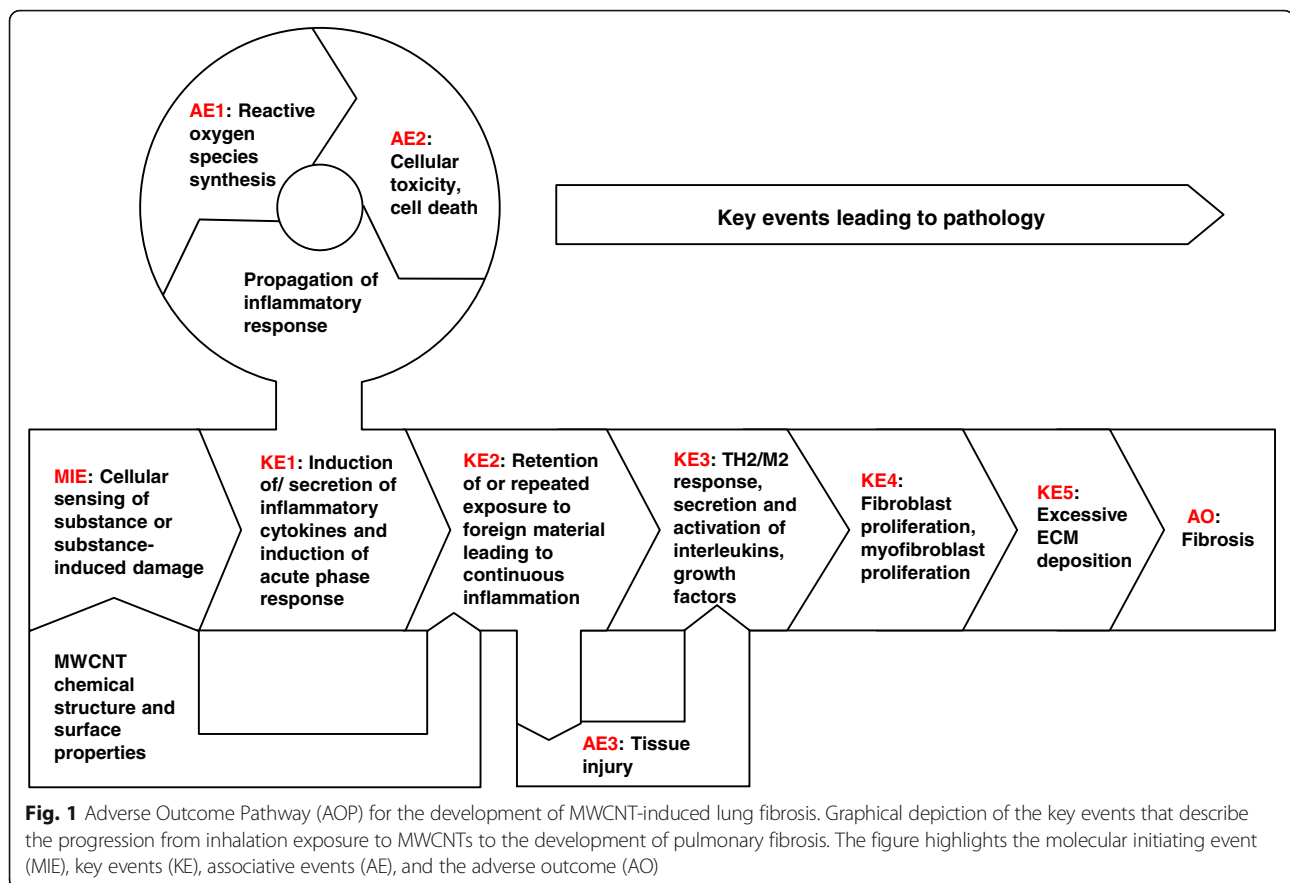 AE1: Reactive
oxygen
species
synthesis
AE2:
Cellular
toxicity,
cell death
Propagation of
inflammatory
response
Key events leading to pathology
MIE: Cellular
sensing of
substance or
substance-
induced damage
KE1: Induction
of/ secretion of
inflammatory
cytokines and
induction of
acute phase
response
KE2: Retention
of or repeated
exposure to
foreign material
leading to
continuous
inflammation
KE3: TH2/M2
response,
secretion and
activation of
interleukins,
growth
factors
KE4:
Fibroblast
proliferation,
myofibroblast
proliferation
KE5:
Excessive
ECM
deposition
AO:
Fibrosis
MWCNT
chemical
structure and
surface
properties
AE3: Tissue
injury
Fig. 1 Adverse Outcome Pathway (AOP) for the development of MWCNT-induced lung fibrosis. Graphical depiction of the key events that describe
the progression from inhalation exposure to MWCNTs to the development of pulmonary fibrosis. The figure highlights the molecular initiating event
(MIE), key events (KE), associative events (AE), and the adverse outcome (AO)